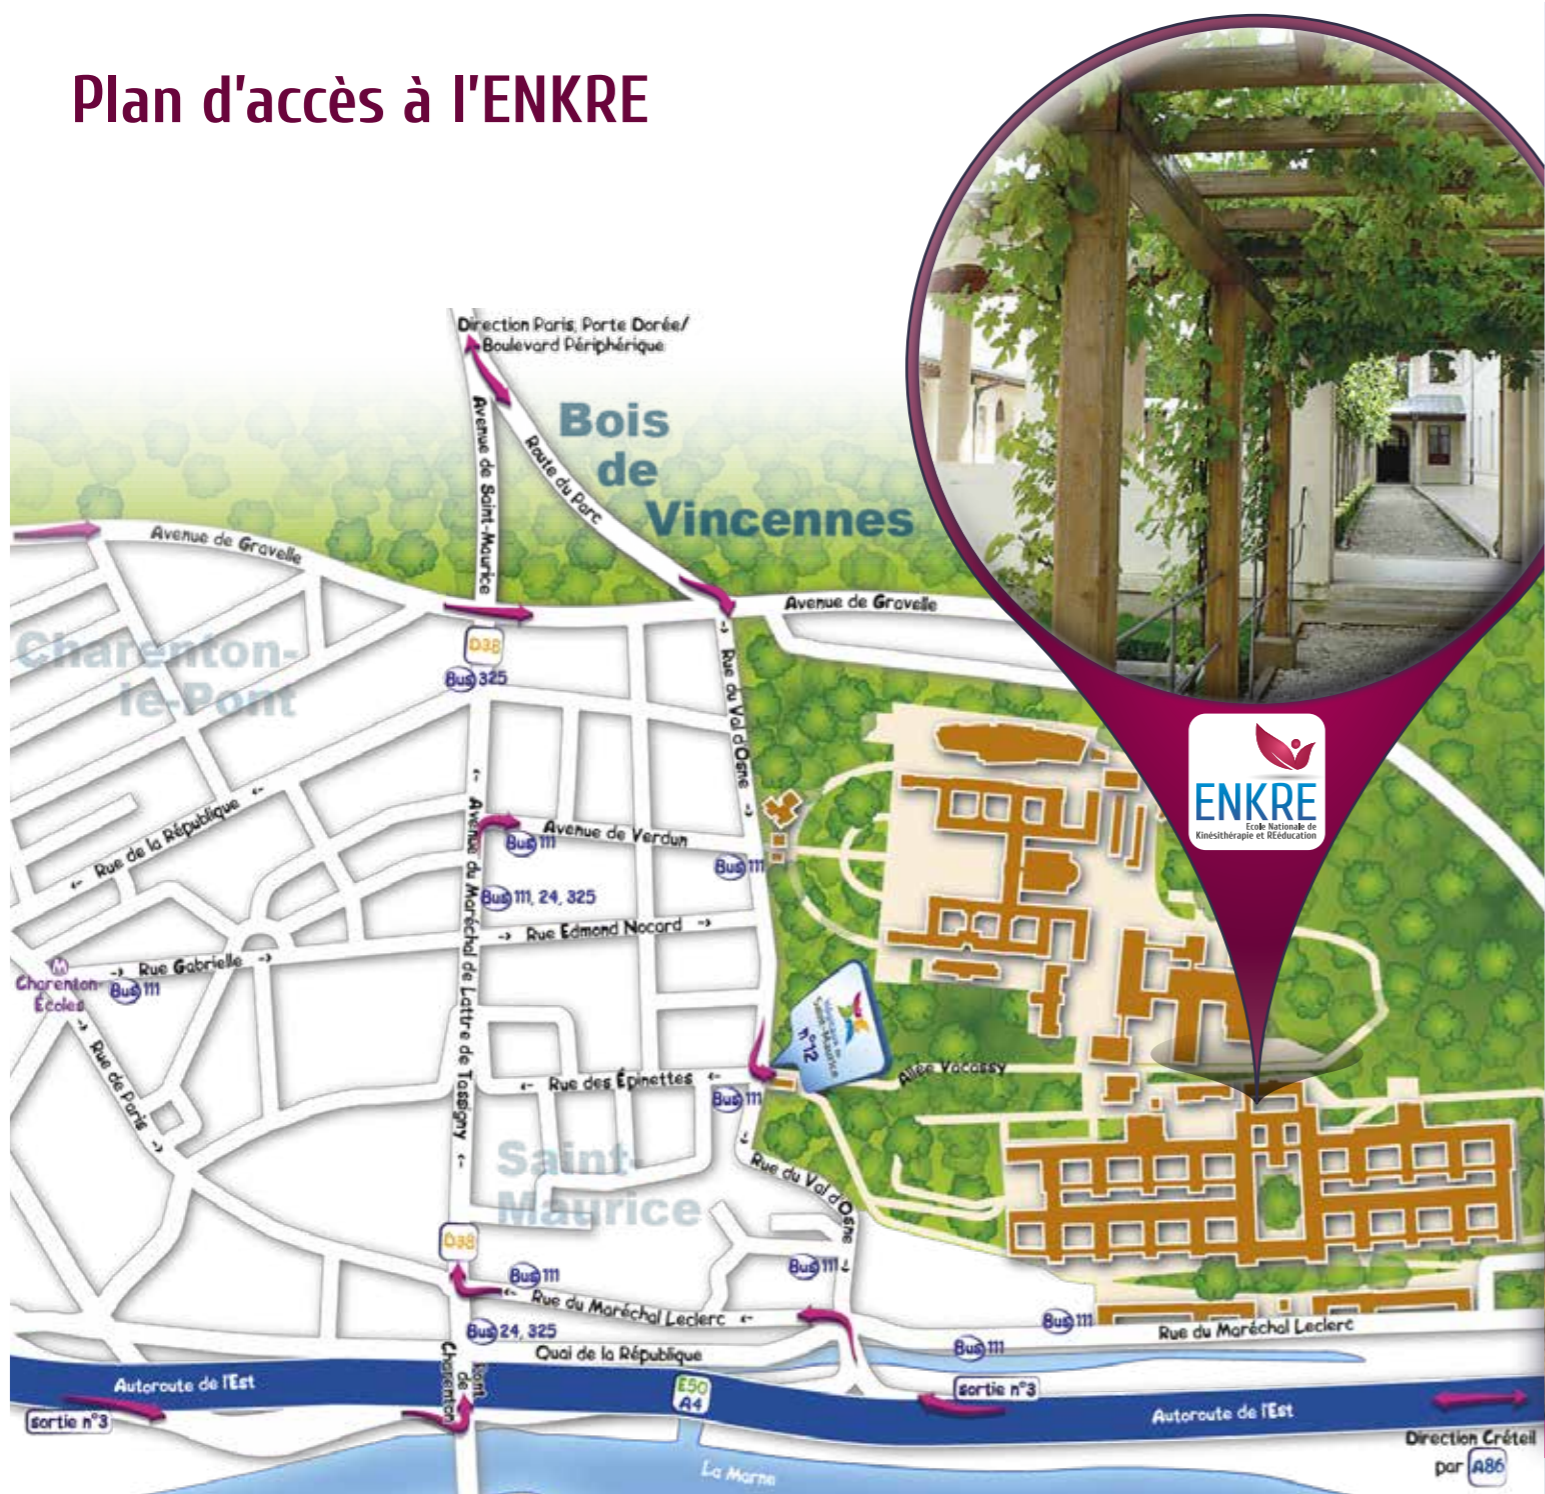 Plan d'accès à l'ENKRE
Direction Paris, Porte Dorée/
Boulevard Périphérique
Bois
de
Vincennes
Avenue de Saint-Maurice
Route du Parc
Avenue de Gravelle
Avenue de Gravelle
Charenton-
le-Pont
D38
Bus 325
Rue du Val d'Osne
ENKRE
Ecole Nationale de
Kinésithérapie et REéducation
Rue de la République
Avenue du Maréchal de Lattre de Tassigny
Avenue de Verdun
Bus 111
Bus 111
Bus 111, 24, 325
Rue Edmond Nocard
M
Charenton-
Écoles
Rue Gabrielle
Bus 111
Saint-Maurice
n°12
Allée Vacassy
Rue de Paris
Rue des Épinettes
Bus 111
Saint-
Maurice
Rue du Val d'Osne
D38
Bus 111
Bus 111
Rue du Maréchal Leclerc
Bus 111
Rue du Maréchal Leclerc
Bus 24, 325
Quai de la République
Bus 111
Pont
de
Charenton
Autoroute de l'Est
E50
A4
sortie n°3
sortie n°3
Autoroute de l'Est
Direction Créteil
par A86
La Marne